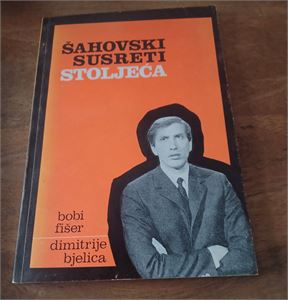 ŠAHOVSKI
SUSRETI
STOLJEĆA
bobi
fišer
dimitrije
bjelica